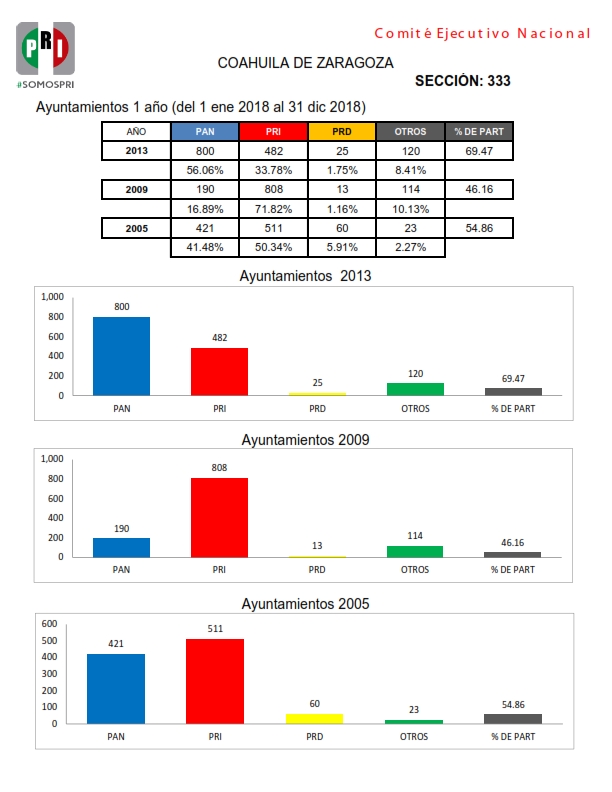 Comité Ejecutivo Nacional
PRI
#SOMOSPRI
COAHUILA DE ZARAGOZA
SECCIÓN: 333
Ayuntamientos 1 año (del 1 ene 2018 al 31 dic 2018)
AÑO PAN PRI PRD OTROS % DE PART
2013 800 482 25 120 69.47
56.06% 33.78% 1.75% 8.41%
2009 190 808 13 114 46.16
16.89% 71.82% 1.16% 10.13%
2005 421 511 60 23 54.86
41.48% 50.34% 5.91% 2.27%
Ayuntamientos 2013
1,000
800
600
400
200
0
800 482 25 120 69.47
PAN PRI PRD OTROS % DE PART
Ayuntamientos 2009
1,000
800
600
400
200
0
190 808 13 114 46.16
PAN PRI PRD OTROS % DE PART
Ayuntamientos 2005
600
500
400
300
200
100
0
421 511 60 23 54.86
PAN PRI PRD OTROS % DE PART